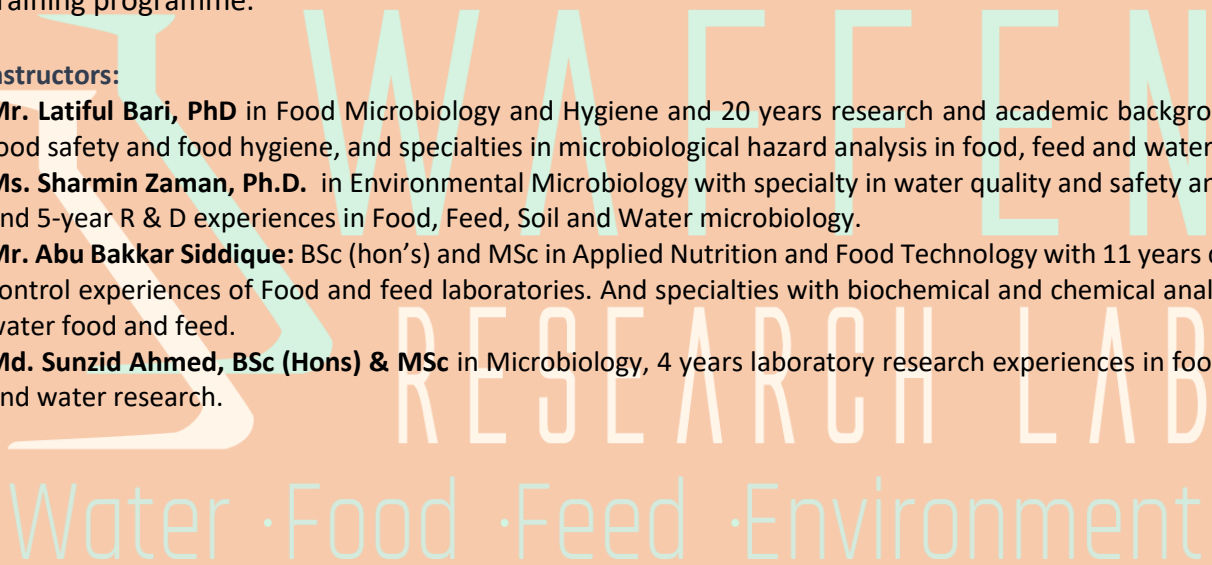 raining programme.
nstructors:
Mr. Latiful Bari, PhD in Food Microbiology and Hygiene and 20 years research and academic backgro
ood safety and food hygiene, and specialties in microbiological hazard analysis in food, feed and water
Ms. Sharmin Zaman, Ph.D. in Environmental Microbiology with specialty in water quality and safety an
nd 5-year R & D experiences in Food, Feed, Soil and Water microbiology.
Mr. Abu Bakkar Siddique: BSc (hon’s) and MSc in Applied Nutrition and Food Technology with 11 years
ontrol experiences of Food and feed laboratories. And specialties with biochemical and chemical anal
water food and feed.
Md. Sunzid Ahmed, BSc (Hons) & MSc in Microbiology, 4 years laboratory research experiences in foo
nd water research.
WAFFEN
RESEARCH LAB
Water ·Food ·Feed ·Environment